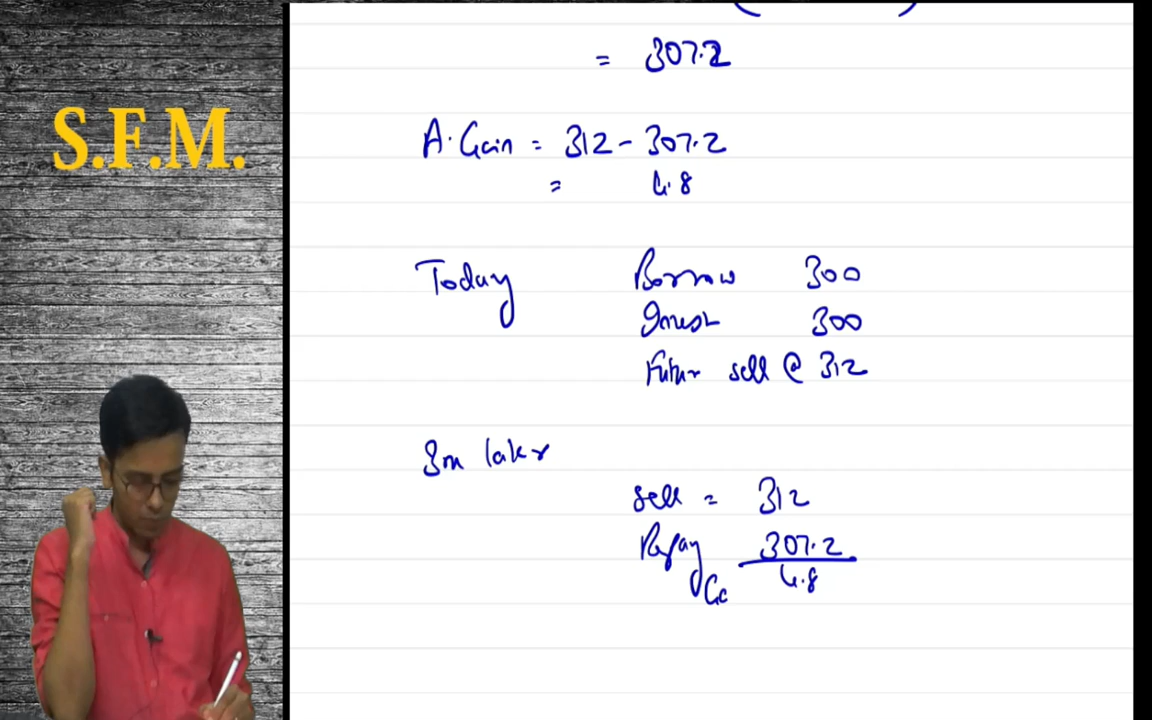 S.F.M.
= 307.2
A. Gain = 312 - 307.2
= 4.8
Today Borrow 300
Invest 300
Futur sell @ 312
3m later
sell = 312
Repay 307.2
4.8